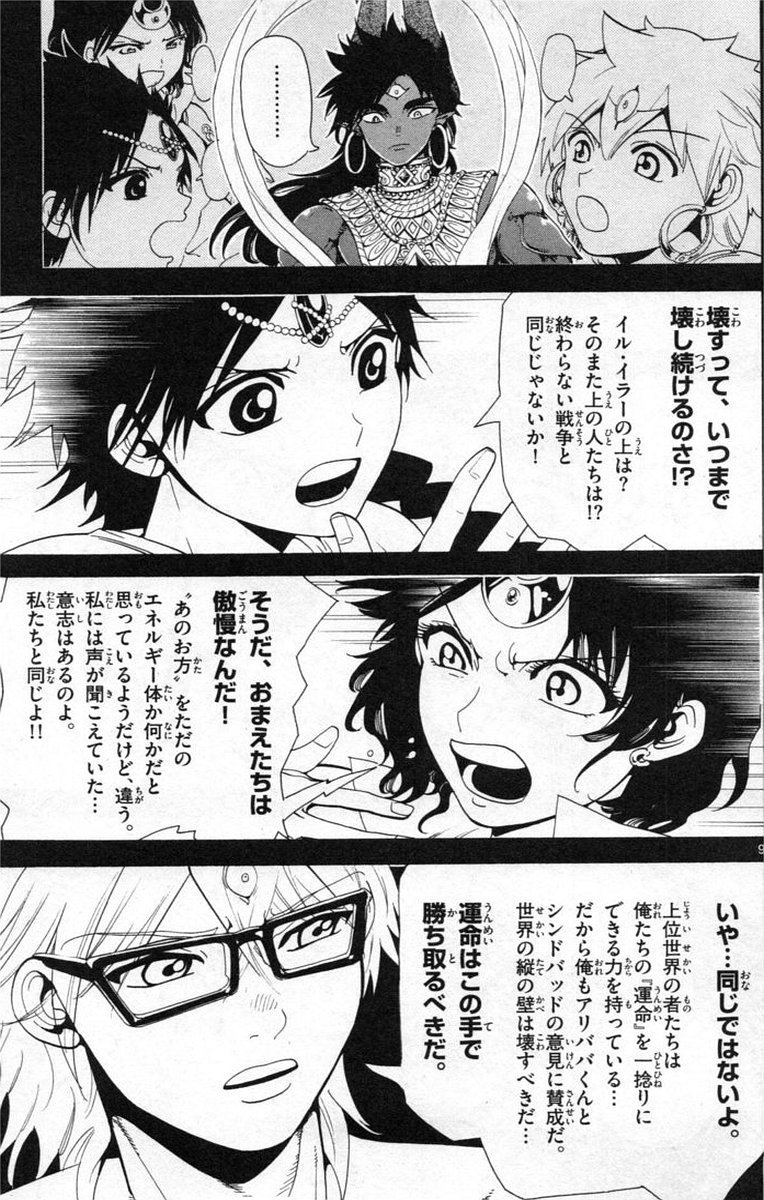 ………
壊すって、いつまで
壊し続けるのさ!?
イル・イラーの上は?
そのまた上の人たちは!?
終わらない戦争と
同じじゃないか!
そうだ、おまえたちは
傲慢なんだ!
“あのお方”をただの
エネルギー体か何かだと
思っているようだけど、違う。
私には声が聞こえていた…
意志はあるのよ。
私たちと同じよ!!
9
いや…同じではないよ。
上位世界の者たちは
俺たちの『運命』を一捻りに
できる力を持っている…
だから俺もアリババくんと
シンドバッドの意見に賛成だ。
世界の縦の壁は壊すべきだ…
運命はこの手で
勝ち取るべきだ。